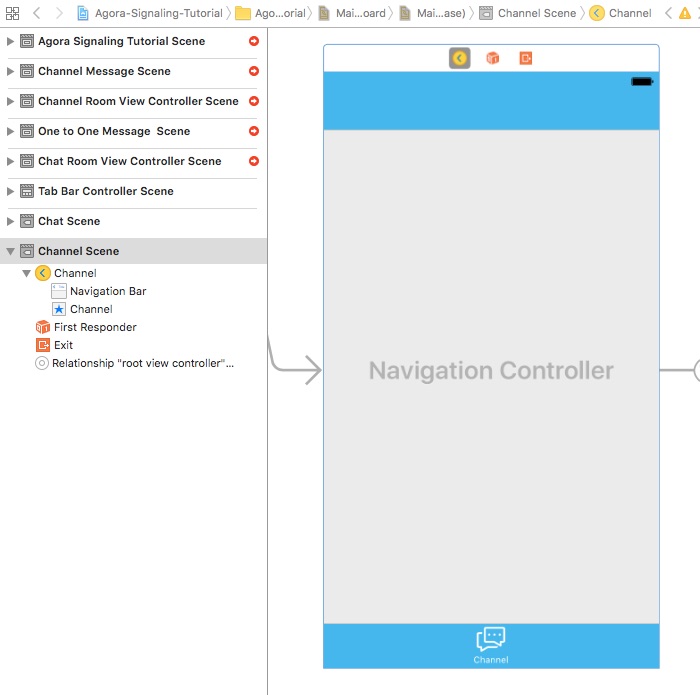 Agora-Signaling-Tutorial Ago...orial Mai...oard Mai...ase) Channel Scene Channel
Agora Signaling Tutorial Scene
Channel Message Scene
Channel Room View Controller Scene
One to One Message  Scene
Chat Room View Controller Scene
Tab Bar Controller Scene
Chat Scene
Channel Scene
Channel
Navigation Bar
Channel
First Responder
Exit
Relationship "root view controller"...
Navigation Controller
Channel